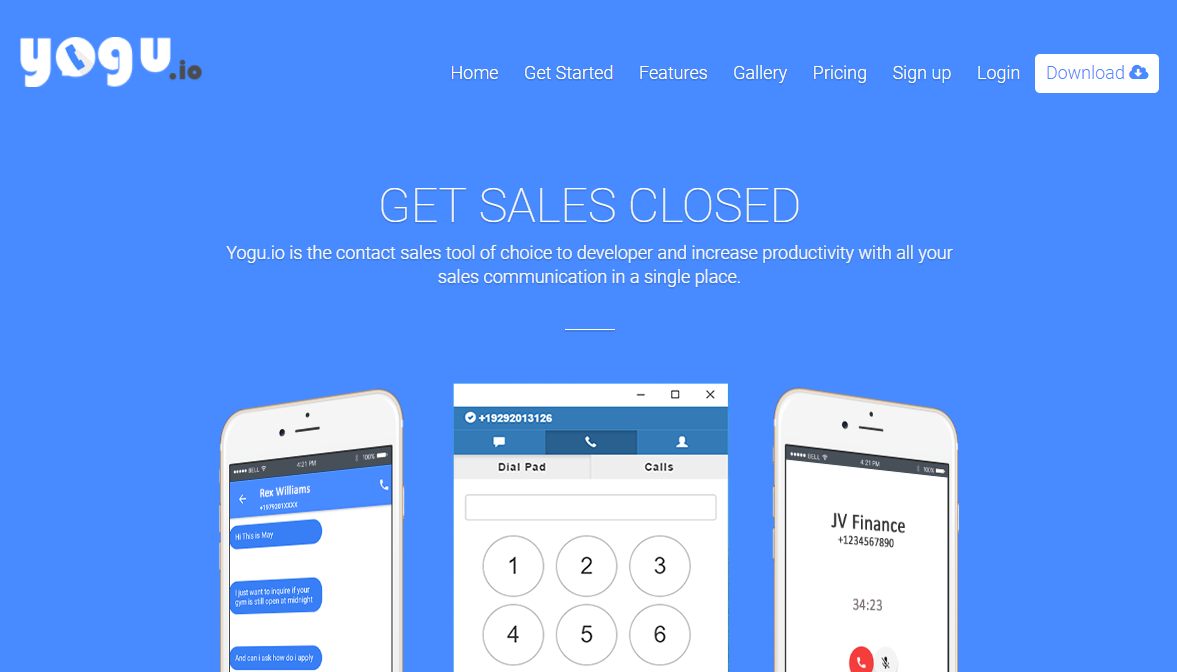 yogu.io
Home Get Started Features Gallery Pricing Sign up Login Download
GET SALES CLOSED
Yogu.io is the contact sales tool of choice to developer and increase productivity with all your
sales communication in a single place.
+19292013126
Dial Pad Calls
1 2 3
4 5 6
BELL 4:21 PM 100%
Rex Williams
+1979201XXXX
Hi This is May
I just want to inquire if your
gym is still open at midnight
And can i ask how do i apply
BELL 4:21 PM 100%
JV Finance
+1234567890
34:23